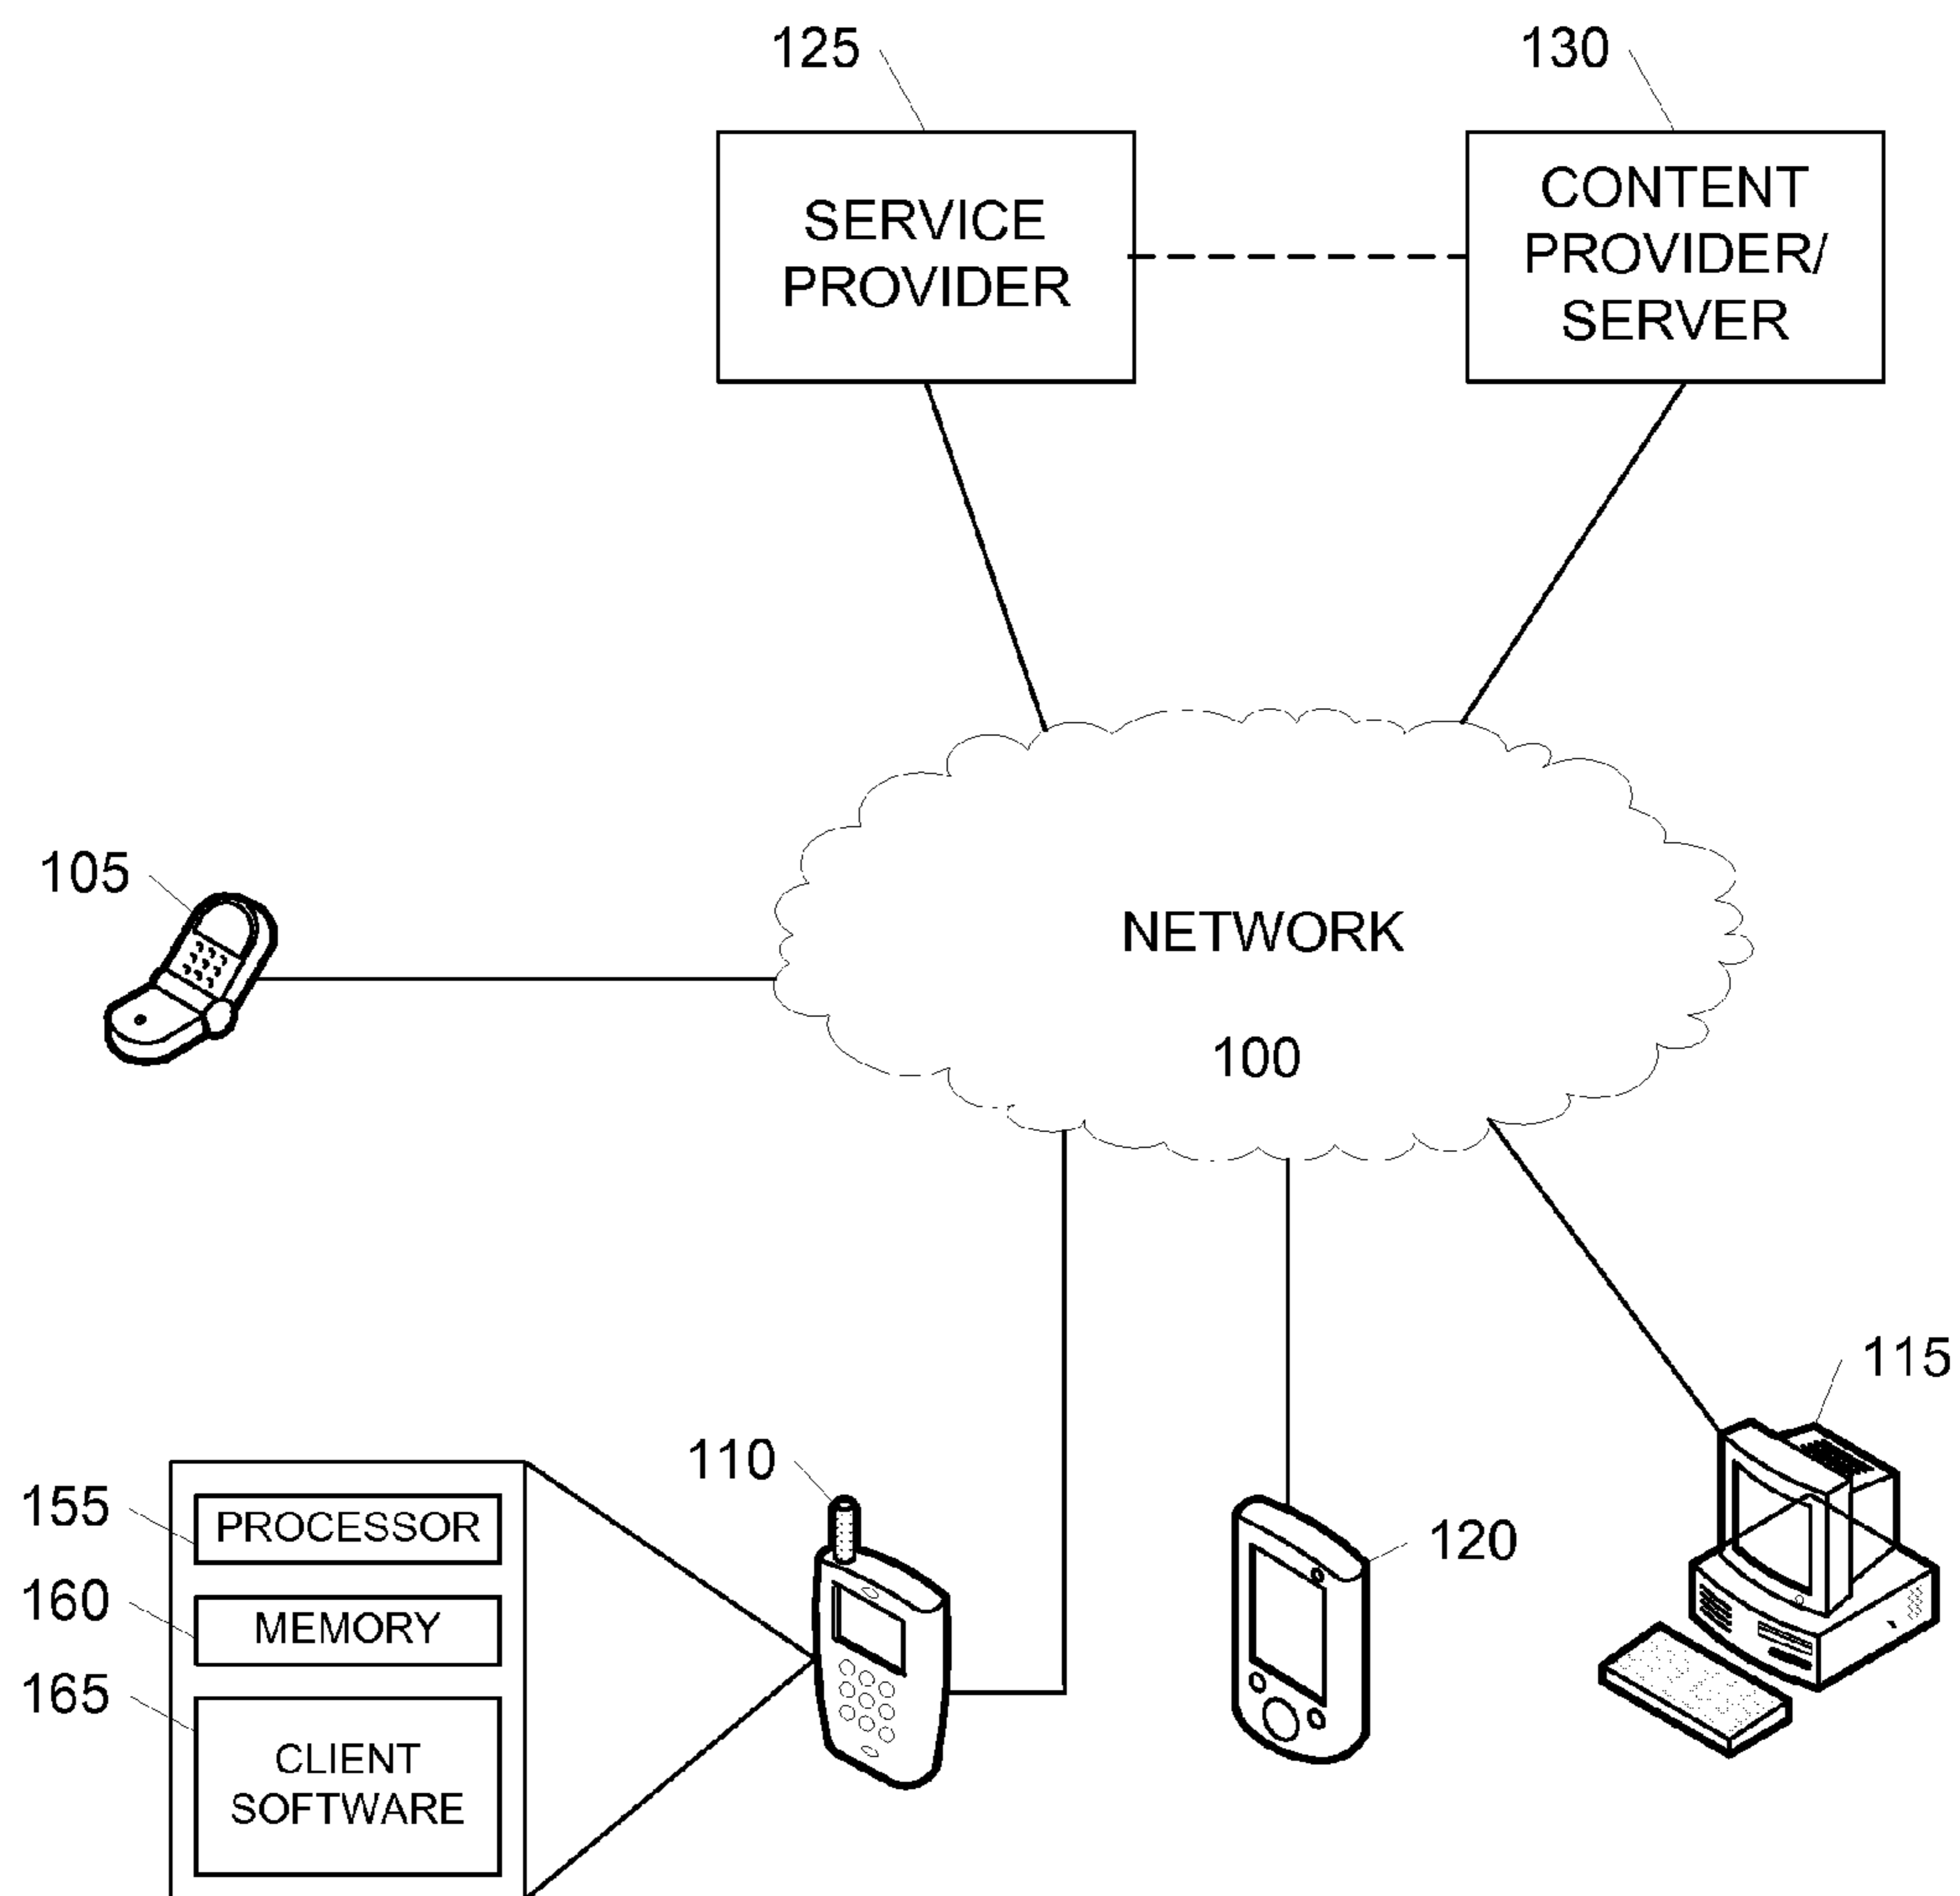 125
130
SERVICE
PROVIDER
CONTENT
PROVIDER/
SERVER
105
NETWORK
100
115
110
120
155
PROCESSOR
160
MEMORY
165
CLIENT
SOFTWARE